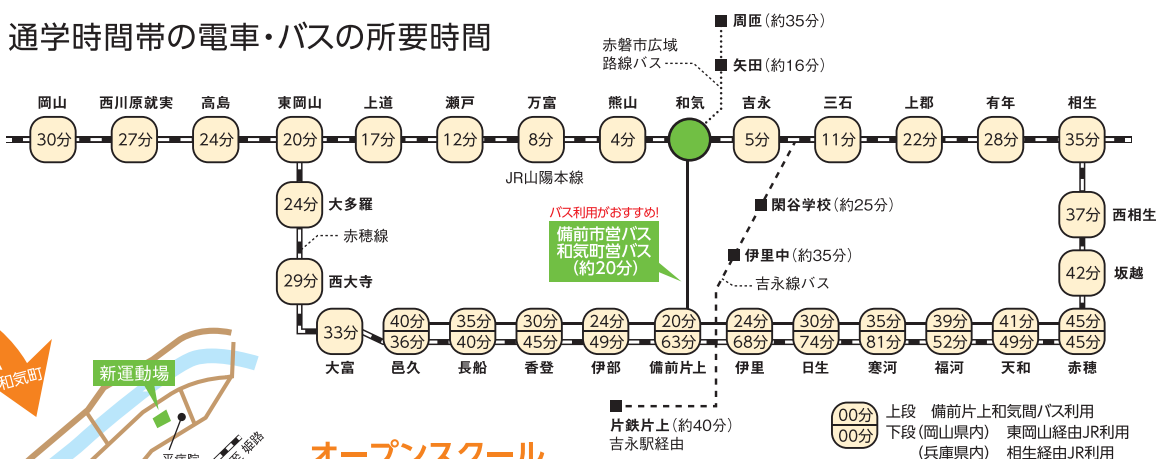 通学時間帯の電車・バスの所要時間
周匝（約35分）
赤磐市広域
路線バス
矢田（約16分）
岡山 西川原就実 高島 東岡山 上道 瀬戸 万富 熊山 和気 吉永 三石 上郡 有年 相生
30分 27分 24分 20分 17分 12分 8分 4分 5分 11分 22分 28分 35分
JR山陽本線
24分 大多羅
赤穂線
29分 西大寺
バス利用がおすすめ!
備前市営バス
和気町営バス
（約20分）
閑谷学校（約25分）
伊里中（約35分）
吉永線バス
37分 西相生
42分 坂越
33分 40分 35分 30分 24分 20分 24分 30分 35分 39分 41分 45分
36分 40分 45分 49分 63分 68分 74分 81分 52分 49分 45分
大富 邑久 長船 香登 伊部 備前片上 伊里 日生 寒河 福河 天和 赤穂
片鉄片上（約40分）
吉永駅経由
00分 上段 備前片上和気間バス利用
00分 下段（岡山県内） 東岡山経由JR利用
（兵庫県内） 相生経由JR利用
和気町
新運動場
至 姫路
オープンスクール